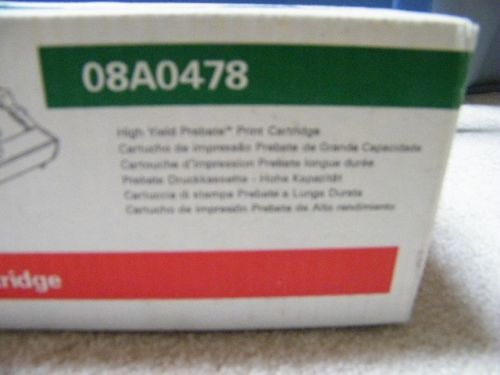 08A0478
High Yield Prebate™ Print Cartridge
Cartucho de impressão Prebate de Grande Capacidade
Cartouche d'impression Prebate longue durée
Prebate Druckkassette - Hohe Kapazität
Cartuccia di stampa Prebate a Lunga Durata
Cartucho de impresión Prebate de Alto rendimiento
tridge